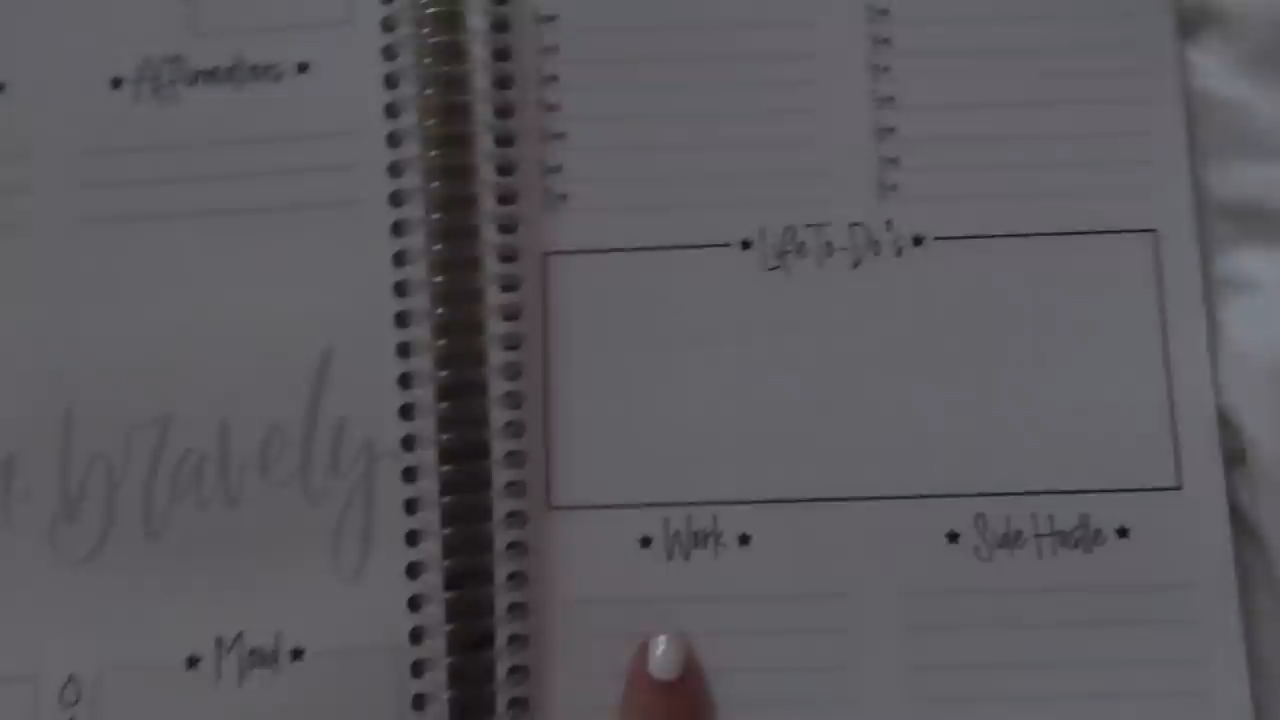 Affirmations
bravely
Mood
Life To-Do's
Work
Side Hustle